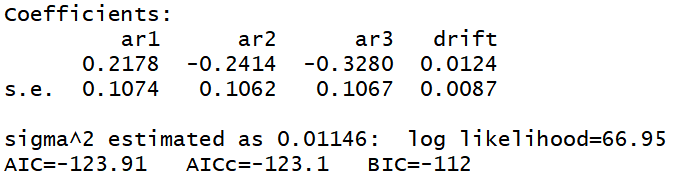 Coefficients:
ar1 ar2 ar3 drift
0.2178 -0.2414 -0.3280 0.0124
s.e. 0.1074 0.1062 0.1067 0.0087
sigma^2 estimated as 0.01146: log likelihood=66.95
AIC=-123.91 AICc=-123.1 BIC=-112